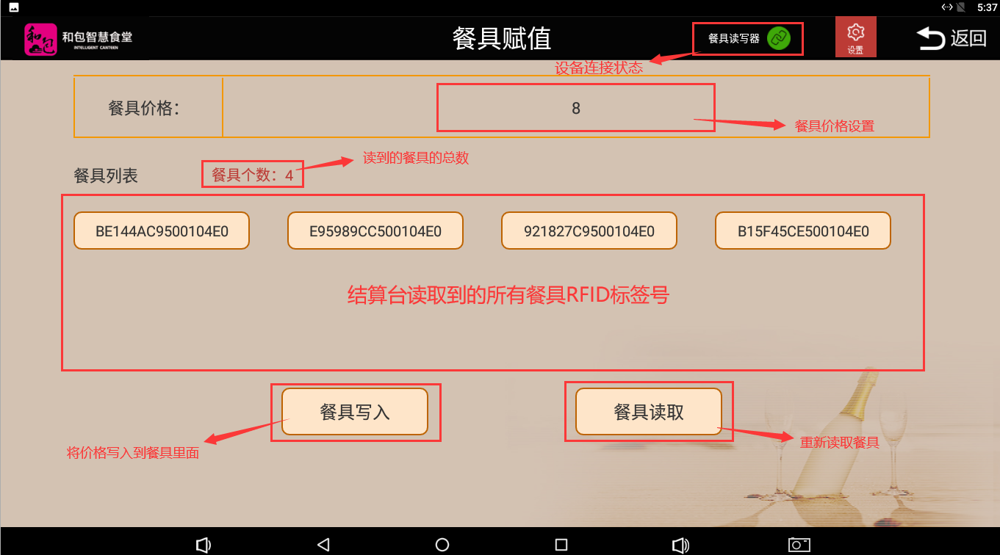 5:37
和包
和包智慧食堂
INTELLIGENT CANTEEN
餐具赋值
餐具读写器
设置
返回
设备连接状态
餐具价格：
8
餐具价格设置
读到的餐具的总数
餐具列表
餐具个数：4
BE144AC9500104E0
E95989CC500104E0
921827C9500104E0
B15F45CE500104E0
结算台读取到的所有餐具RFID标签号
餐具写入
餐具读取
将价格写入到餐具里面
重新读取餐具